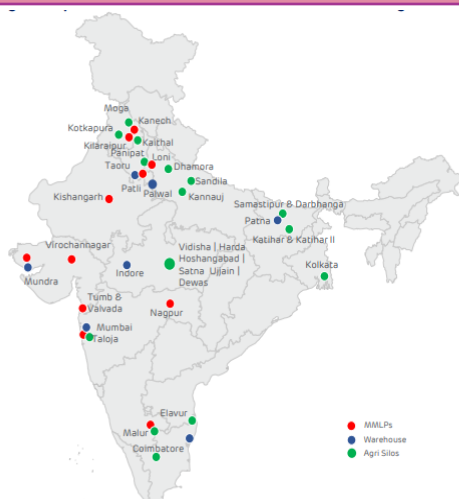 Moga
Kanech
Kotkapura
Kilaraipur
Kaithal
Panipat
Loni
Taoru
Dhamora
Patli
Palwal
Sandila
Kannauj
Kishangarh
Samastipur & Darbhanga
Patna
Katihar & Katihar II
Virochannagar
Vidisha | Harda
Hoshangabad |
Satna Ujjain |
Dewas
Kolkata
Mundra
Indore
Tumb &
Valvada
Nagpur
Mumbai
Taloja
Elavur
Malur
Coimbatore
MMLPs
Warehouse
Agri Silos